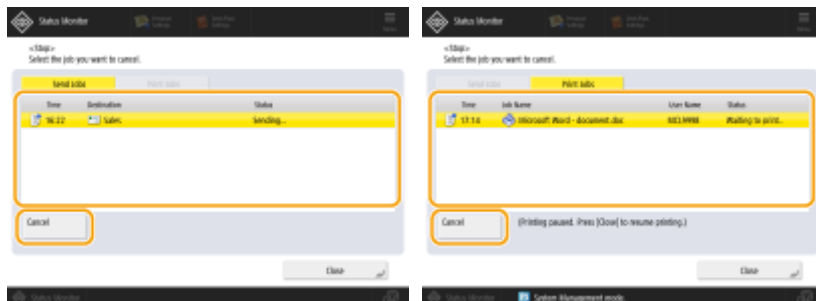 Status Monitor
<Stop>
Select the job you want to cancel.
Send Jobs Print Jobs
Time Destination Status
16:22 Sales Sending...
Cancel
Close
Status Monitor
Status Monitor
<Stop>
Select the job you want to cancel.
Send Jobs Print Jobs
Time Job Name User Name Status
17:14 Microsoft Word - document.doc Waiting to print.
Cancel (Printing paused. Press [Close] to resume printing.)
Close
Status Monitor System Management mode.